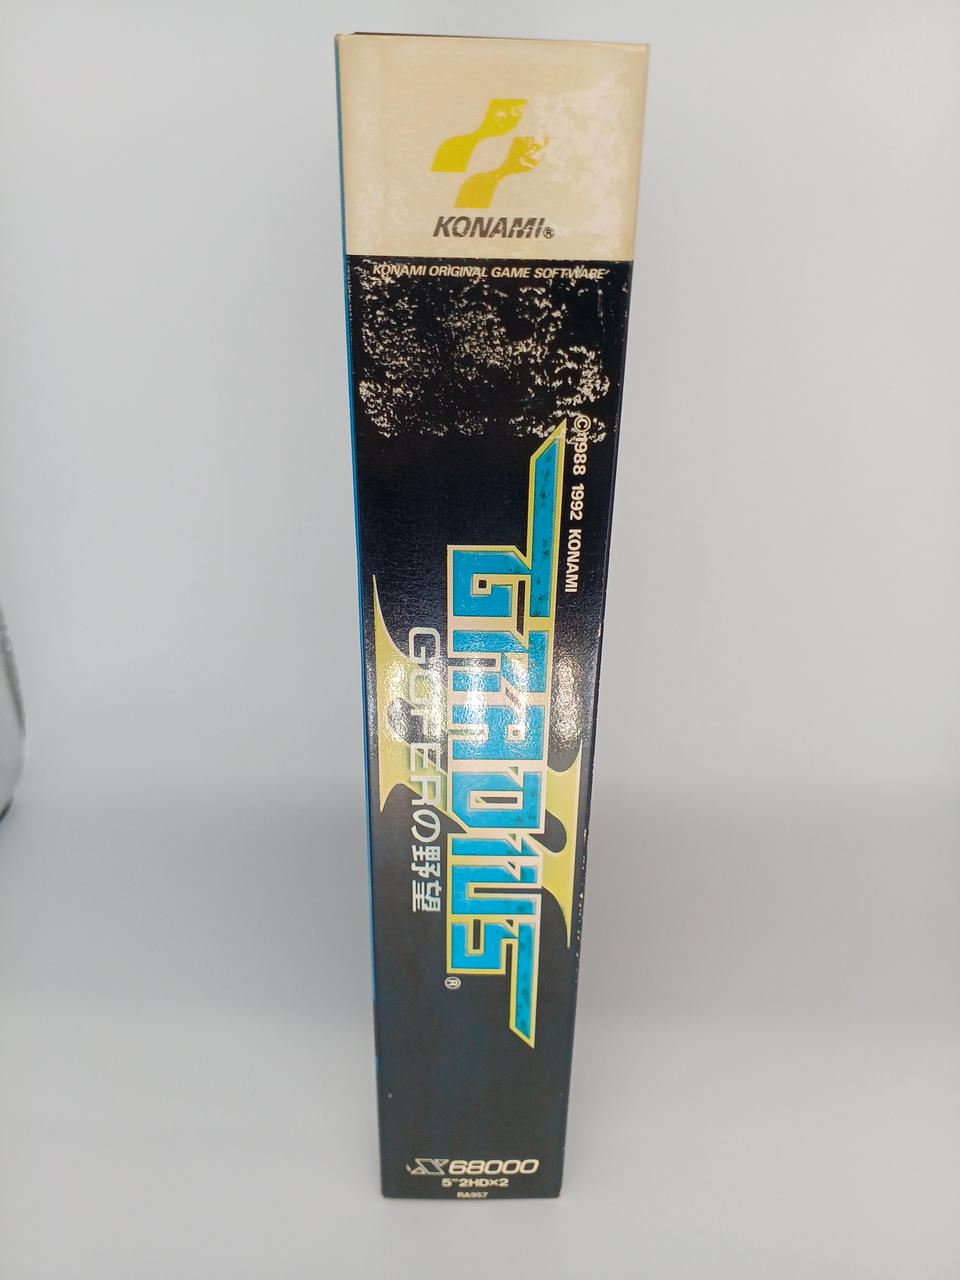 KONAMI®
KONAMI ORIGINAL GAME SOFTWARE
©1988 1992 KONAMI
GRADIUS®
GOFERの野望
X68000
5"2HD×2
RA957